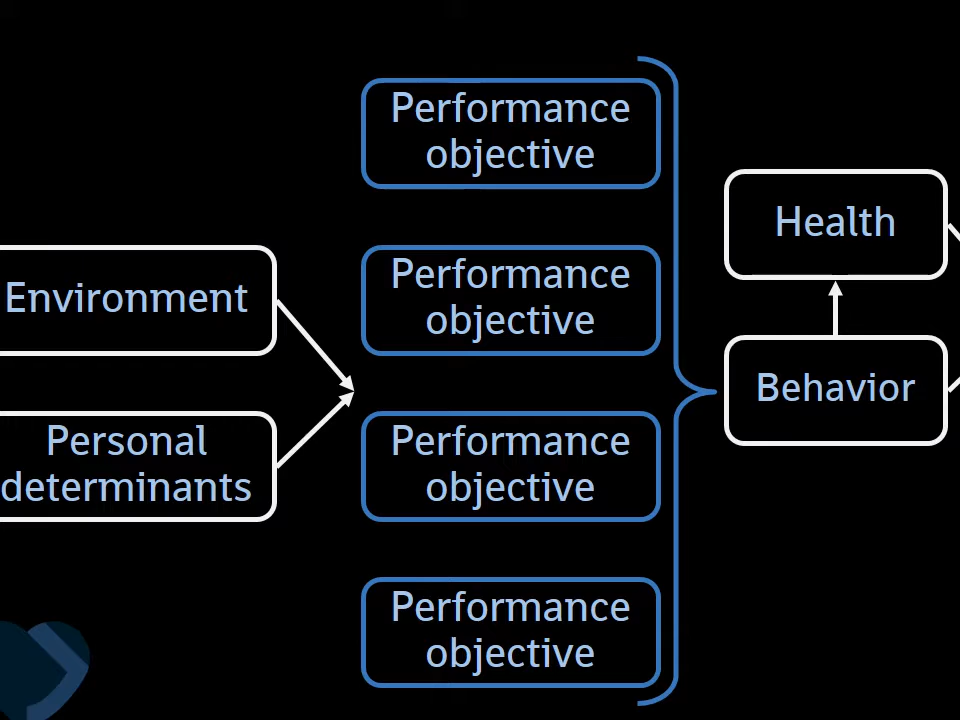 Environment
Personal
determinants
Performance
objective
Performance
objective
Performance
objective
Performance
objective
Health
Behavior